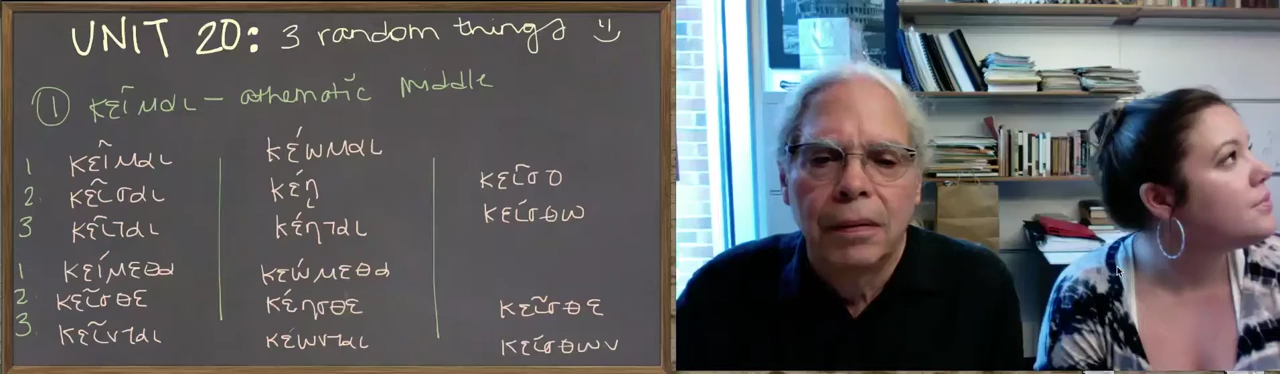 UNIT 20: 3 random things
① κεῖμαι – athematic middle
1 κεῖμαι κέωμαι
2. κεῖσαι κέῃ κεῖσο
3 κεῖται κέηται κείσθω
1 κείμεθα κεώμεθα
2 κεῖσθε κέησθε κεῖσθε
3. κεῖνται κέωνται κείσθων